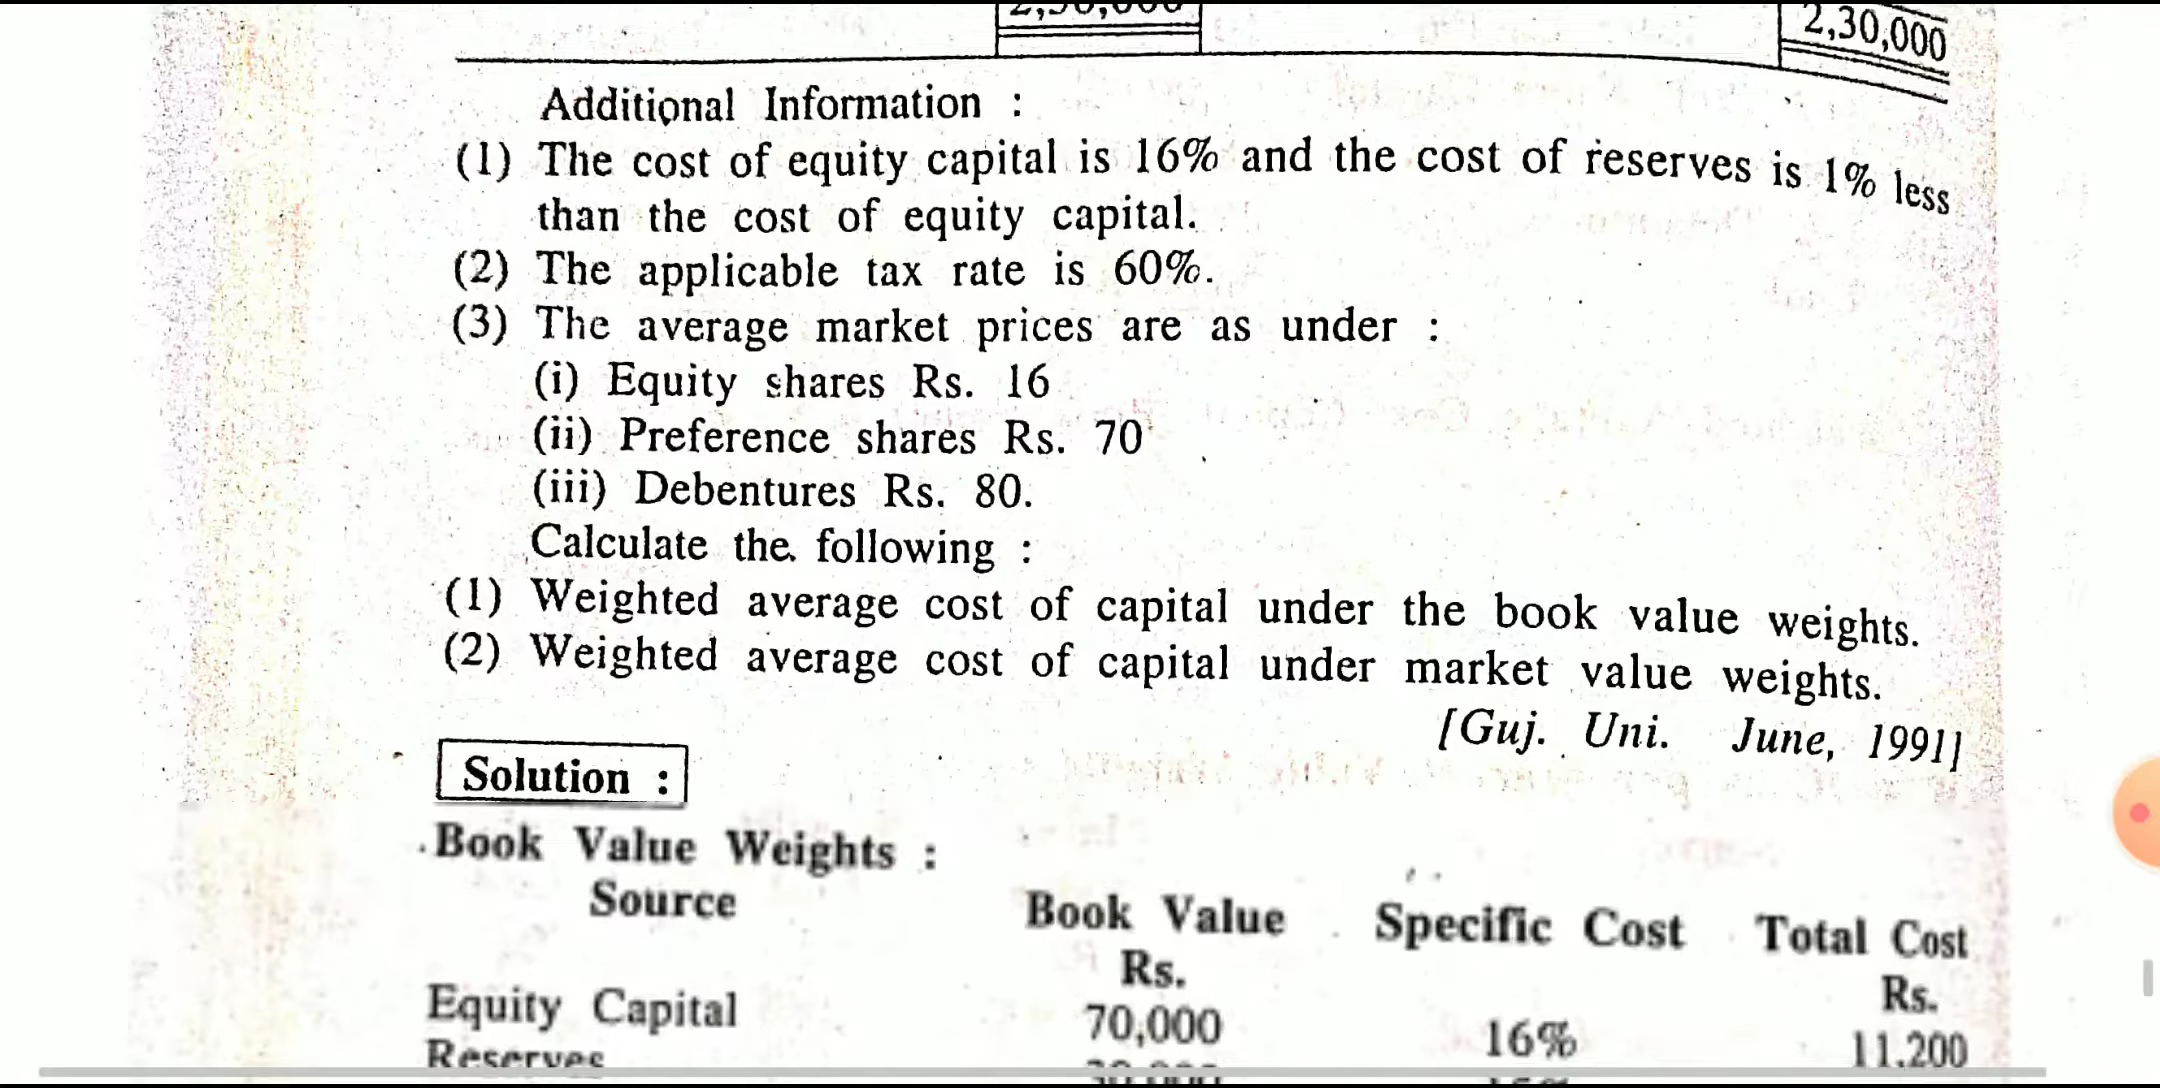 2,30,000
Additional Information :
(1) The cost of equity capital is 16% and the cost of reserves is 1% less
than the cost of equity capital.
(2) The applicable tax rate is 60%.
(3) The average market prices are as under :
(i) Equity shares Rs. 16
(ii) Preference shares Rs. 70
(iii) Debentures Rs. 80.
Calculate the following :
(1) Weighted average cost of capital under the book value weights.
(2) Weighted average cost of capital under market value weights.
[Guj. Uni. June, 1991]
Solution :
Book Value Weights :
Source Book Value Specific Cost Total Cost
Rs. Rs.
Equity Capital 70,000 16% 11,200
Reserves